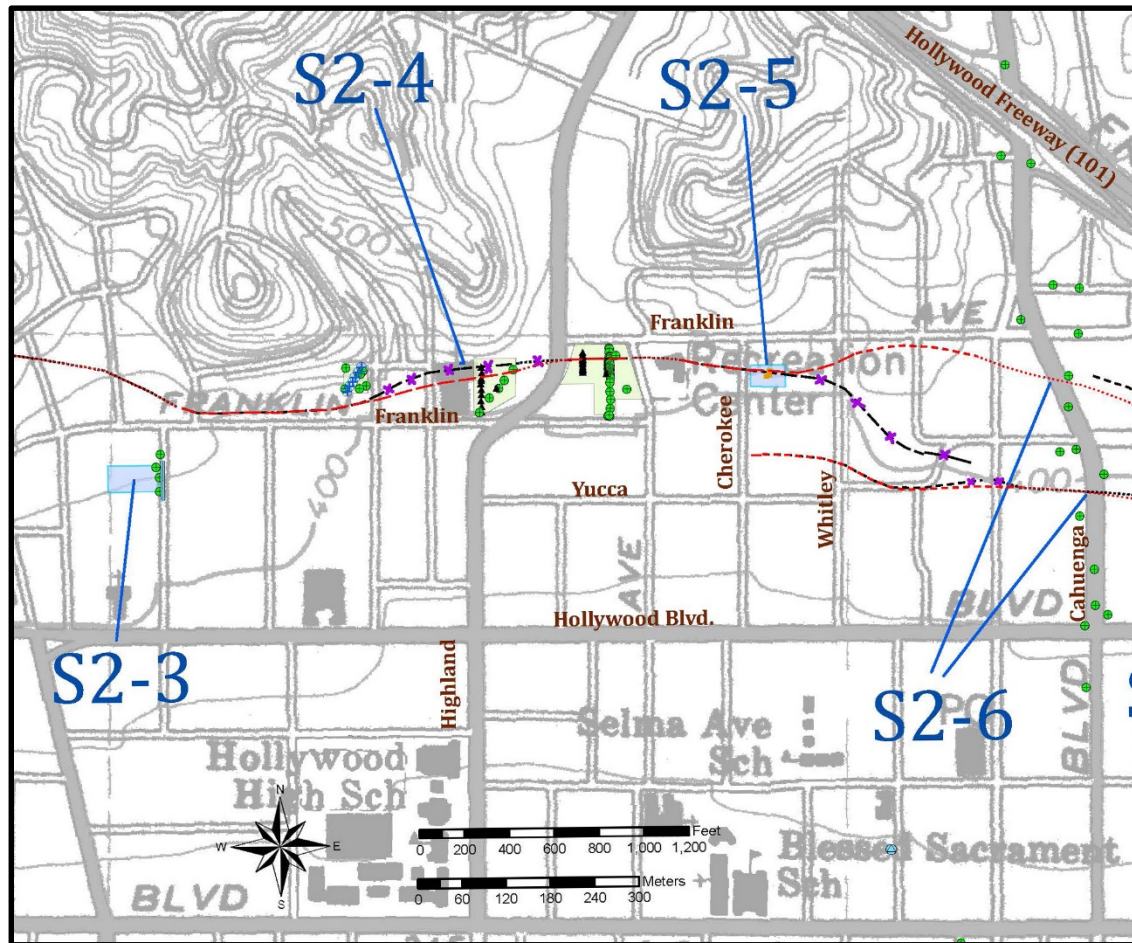 Hollywood Freeway (101)
F
S2-4
S2-5
500
Franklin
AVE
Recreation
Center
FRANKLIN
Franklin
Cherokee
400
Yucca
Whitley
400
Cahuenga
AVE
Hollywood Blvd.
BLVD
S2-3
Highland
S2-6
S
Selma Ave
Sch
PO
BLVD
Hollywood
High Sch
N
W
E
S
Feet
0 200 400 600 800 1,000 1,200
Meters
0 60 120 180 240 300
Blessed Sacrament
Sch
BLVD